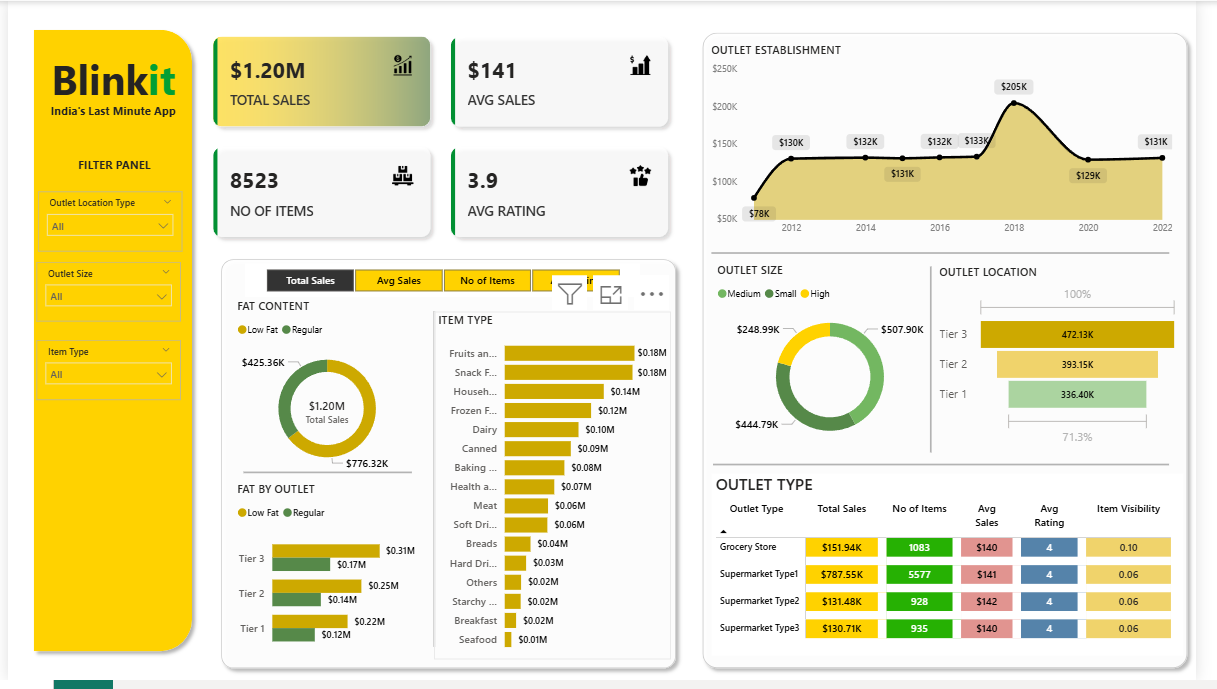 Blinkit
India's Last Minute App
FILTER PANEL
Outlet Location Type
All
Outlet Size
All
Item Type
All
$1.20M
TOTAL SALES
$141
AVG SALES
8523
NO OF ITEMS
3.9
AVG RATING
Total Sales
Avg Sales
No of Items
FAT CONTENT
Low Fat Regular
$425.36K
$1.20M
Total Sales
$776.32K
FAT BY OUTLET
Low Fat Regular
Tier 3 $0.31M
$0.17M
Tier 2 $0.25M
$0.14M
Tier 1 $0.22M
$0.12M
ITEM TYPE
Fruits an... $0.18M
Snack F... $0.18M
Househ... $0.14M
Frozen F... $0.12M
Dairy $0.10M
Canned $0.09M
Baking ... $0.08M
Health a... $0.07M
Meat $0.06M
Soft Dri... $0.06M
Breads $0.04M
Hard Dri... $0.03M
Others $0.02M
Starchy ... $0.02M
Breakfast $0.02M
Seafood $0.01M
OUTLET ESTABLISHMENT
$250K
$200K
$150K
$100K
$50K
$78K
$130K
$132K
$131K
$132K
$133K
$205K
$129K
$131K
2012 2014 2016 2018 2020 2022
OUTLET SIZE
Medium Small High
$248.99K
$507.90K
$444.79K
OUTLET LOCATION
100%
Tier 3 472.13K
Tier 2 393.15K
Tier 1 336.40K
71.3%
OUTLET TYPE
Outlet Type Total Sales No of Items Avg Sales Avg Rating Item Visibility
Grocery Store $151.94K 1083 $140 4 0.10
Supermarket Type1 $787.55K 5577 $141 4 0.06
Supermarket Type2 $131.48K 928 $142 4 0.06
Supermarket Type3 $130.71K 935 $140 4 0.06